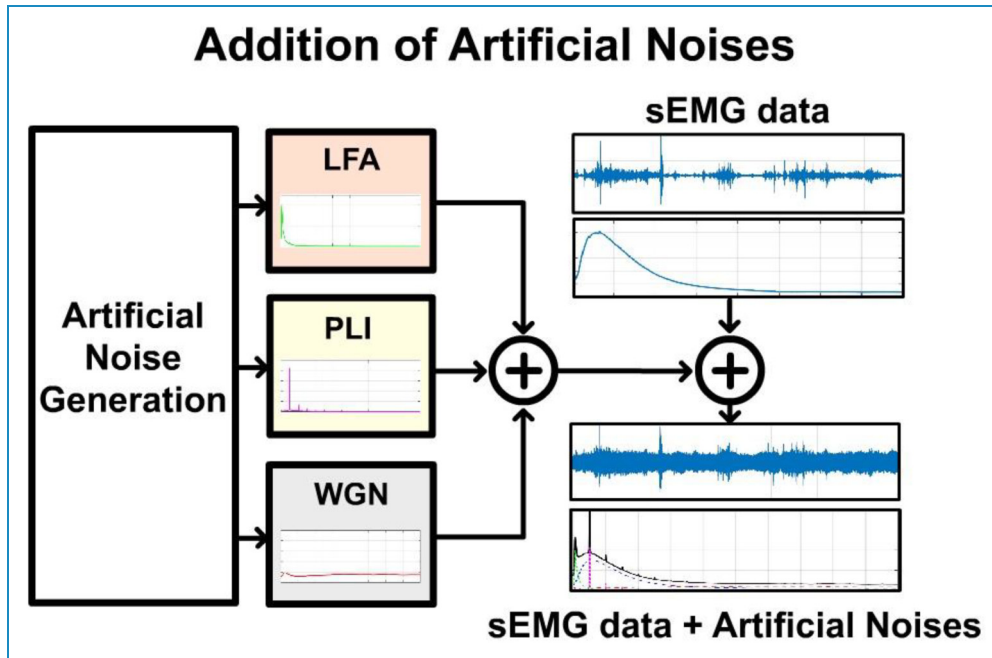 Addition of Artificial Noises
sEMG data
LFA
Artificial
Noise
Generation
PLI
WGN
sEMG data + Artificial Noises